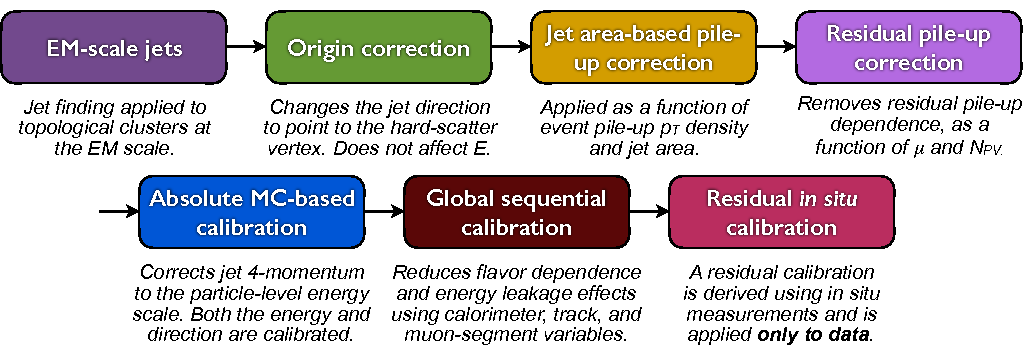 EM-scale jets
Jet finding applied to
topological clusters at
the EM scale.
Origin correction
Changes the jet direction
to point to the hard-scatter
vertex. Does not affect E.
Jet area-based pile-
up correction
Applied as a function of
event pile-up pT density
and jet area.
Residual pile-up
correction
Removes residual pile-up
dependence, as a
function of μ and NPV.
Absolute MC-based
calibration
Corrects jet 4-momentum
to the particle-level energy
scale. Both the energy and
direction are calibrated.
Global sequential
calibration
Reduces flavor dependence
and energy leakage effects
using calorimeter, track, and
muon-segment variables.
Residual in situ
calibration
A residual calibration
is derived using in situ
measurements and is
applied only to data.